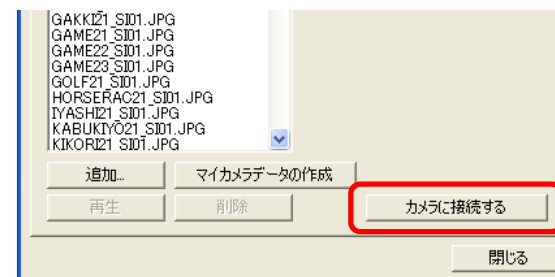 GAKKI21_SI01.JPG
GAME21_SI01.JPG
GAME22_SI01.JPG
GAME23_SI01.JPG
GOLF21_SI01.JPG
HORSERAC21_SI01.JPG
IYASHI21_SI01.JPG
KABUKIYO21_SI01.JPG
KIKORI21_SI01.JPG
追加... マイカメラデータの作成
再生 削除 カメラに接続する
閉じる